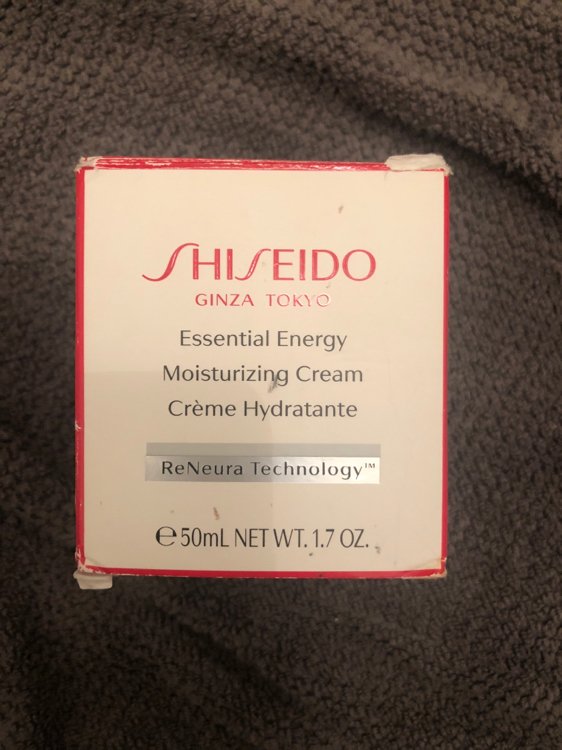 SHISEIDO
GINZA TOKYO
Essential Energy
Moisturizing Cream
Crème Hydratante
ReNeura Technology™
℮50mL NET WT. 1.7 OZ.